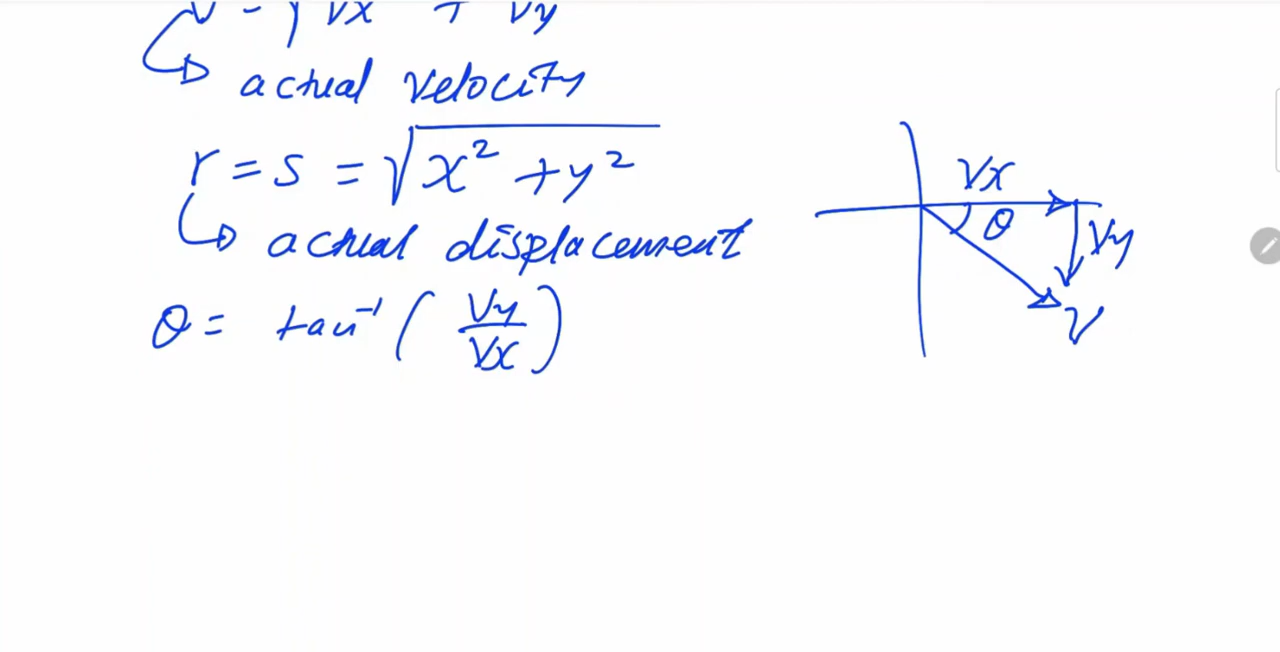 actual velocity
r = s = √x² + y²
actual displacement
θ = tan⁻¹ ( Vy / Vx )
Vx
θ
Vy
V